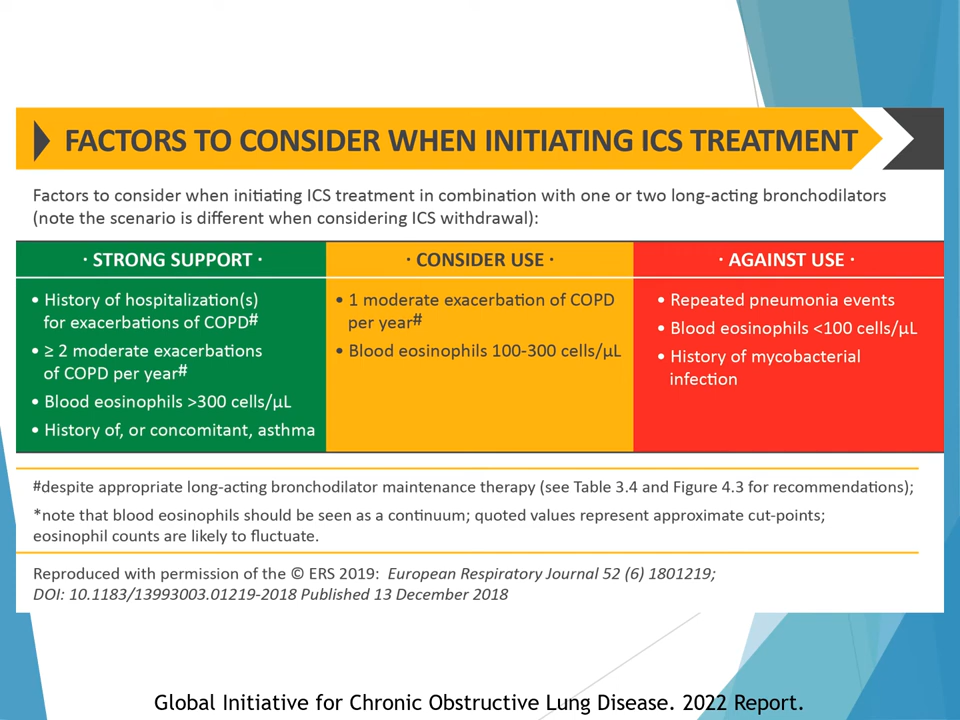 FACTORS TO CONSIDER WHEN INITIATING ICS TREATMENT
Factors to consider when initiating ICS treatment in combination with one or two long-acting bronchodilators
(note the scenario is different when considering ICS withdrawal):
· STRONG SUPPORT ·
• History of hospitalization(s)
for exacerbations of COPD#
• ≥ 2 moderate exacerbations
of COPD per year#
• Blood eosinophils >300 cells/µL
• History of, or concomitant, asthma
· CONSIDER USE ·
• 1 moderate exacerbation of COPD
per year#
• Blood eosinophils 100-300 cells/µL
· AGAINST USE ·
• Repeated pneumonia events
• Blood eosinophils <100 cells/µL
• History of mycobacterial
infection
#despite appropriate long-acting bronchodilator maintenance therapy (see Table 3.4 and Figure 4.3 for recommendations);
*note that blood eosinophils should be seen as a continuum; quoted values represent approximate cut-points;
eosinophil counts are likely to fluctuate.
Reproduced with permission of the © ERS 2019: European Respiratory Journal 52 (6) 1801219;
DOI: 10.1183/13993003.01219-2018 Published 13 December 2018
Global Initiative for Chronic Obstructive Lung Disease. 2022 Report.